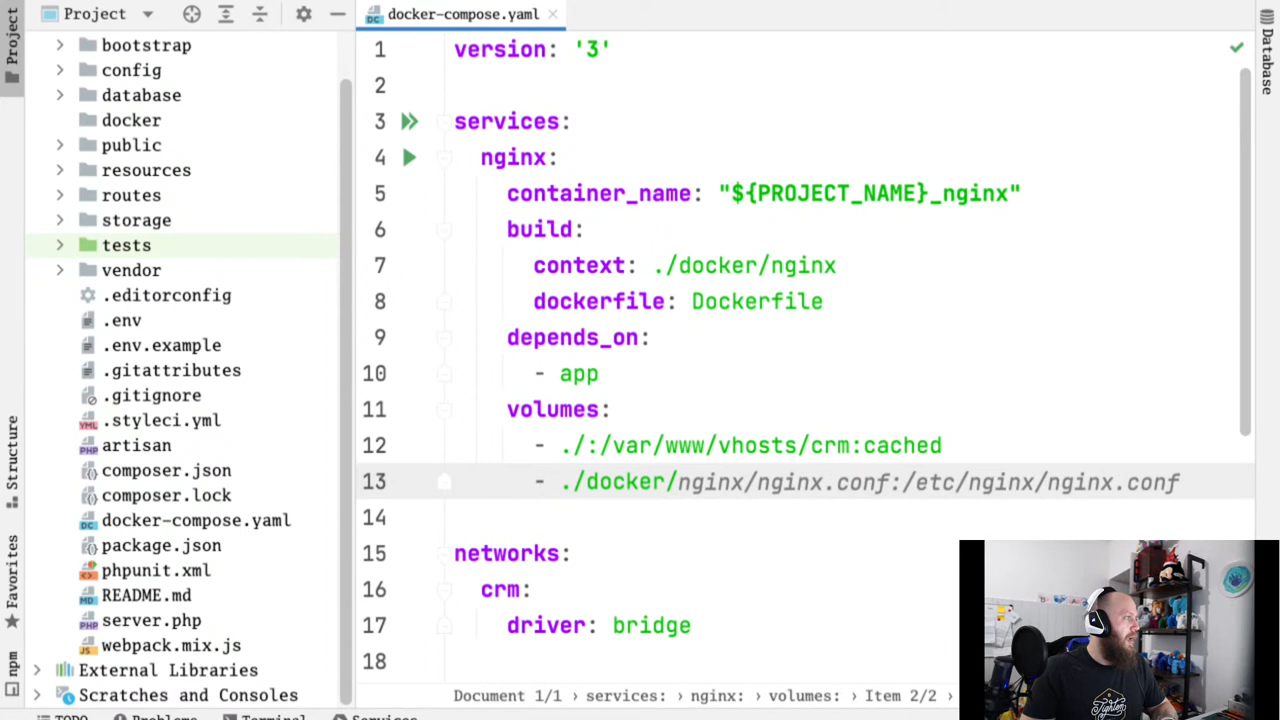 Project
docker-compose.yaml
Project
Database
bootstrap
config
database
docker
public
resources
routes
storage
tests
vendor
.editorconfig
.env
.env.example
.gitattributes
.gitignore
.styleci.yml
artisan
composer.json
composer.lock
docker-compose.yaml
package.json
phpunit.xml
README.md
server.php
webpack.mix.js
External Libraries
Scratches and Consoles
Structure
Favorites
npm
1 version: '3'
2
3 services:
4 nginx:
5 container_name: "${PROJECT_NAME}_nginx"
6 build:
7 context: ./docker/nginx
8 dockerfile: Dockerfile
9 depends_on:
10 - app
11 volumes:
12 - ./:/var/www/vhosts/crm:cached
13 - ./docker/nginx/nginx.conf:/etc/nginx/nginx.conf
14
15 networks:
16 crm:
17 driver: bridge
18
Document 1/1 › services: › nginx: › volumes: › Item 2/2 ›
TODO Problems Terminal Services